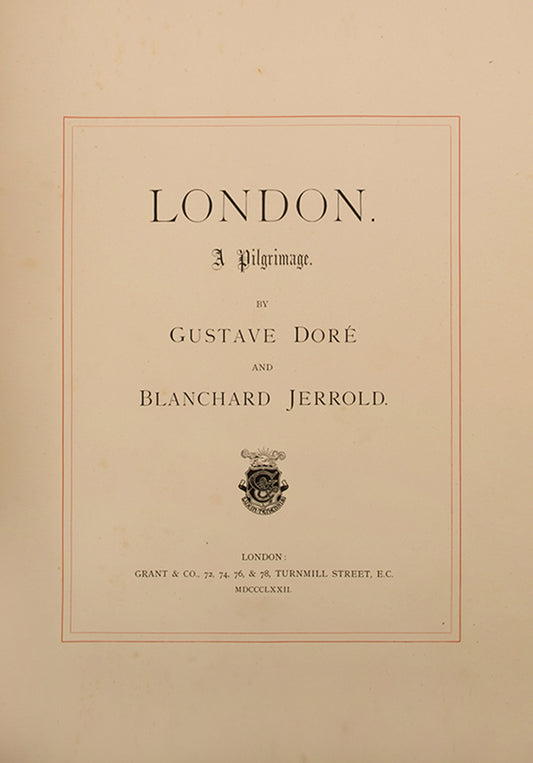 LONDON.
A Pilgrimage.
BY
GUSTAVE DORÉ
AND
BLANCHARD JERROLD.
LONDON:
GRANT & CO., 72, 74, 76, & 78, TURNMILL STREET, E.C.
MDCCCLXXII.